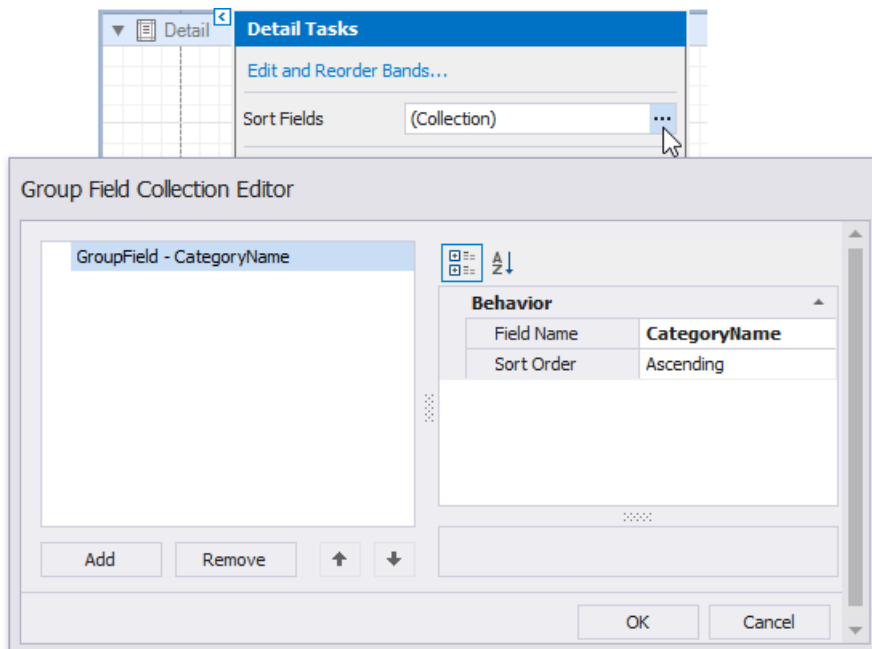 Detail
Detail Tasks
Edit and Reorder Bands...
Sort Fields (Collection) ...
Group Field Collection Editor
GroupField - CategoryName
A
Z
Behavior
Field Name CategoryName
Sort Order Ascending
Add Remove
OK Cancel